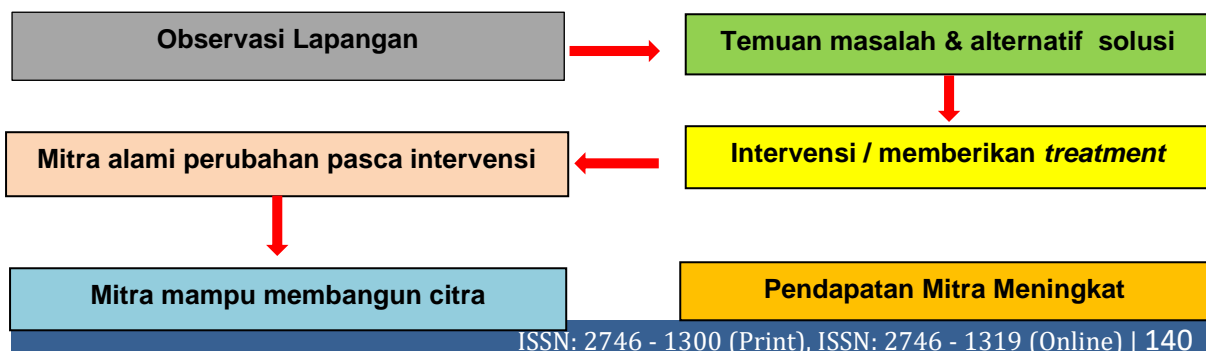 Observasi Lapangan
Temuan masalah & alternatif solusi
Intervensi / memberikan treatment
Mitra alami perubahan pasca intervensi
Mitra mampu membangun citra
Pendapatan Mitra Meningkat
ISSN: 2746 - 1300 (Print), ISSN: 2746 - 1319 (Online) | 140